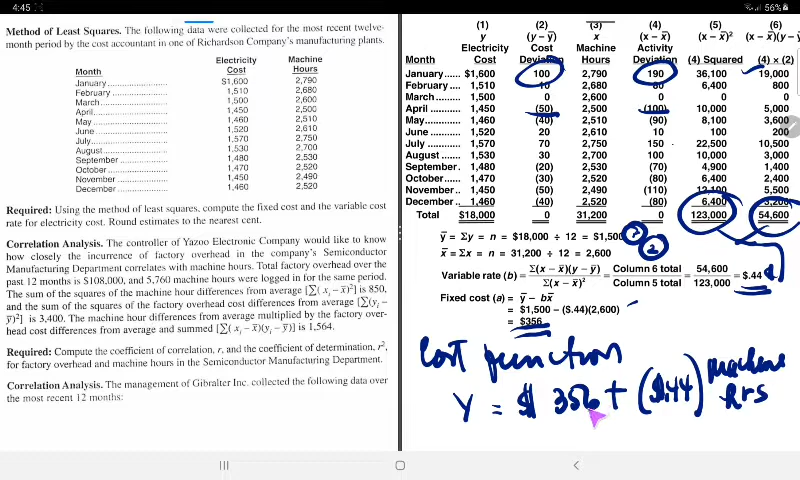 4:45
56%
Method of Least Squares. The following data were collected for the most recent twelve-
month period by the cost accountant in one of Richardson Company's manufacturing plants.
Electricity Machine
Month Cost Hours
January $1,600 2,790
February 1,510 2,680
March 1,500 2,600
April 1,450 2,500
May 1,460 2,510
June 1,520 2,610
July 1,570 2,750
August 1,530 2,700
September 1,480 2,530
October 1,470 2,520
November 1,450 2,490
December 1,460 2,520
Required: Using the method of least squares, compute the fixed cost and the variable cost
rate for electricity cost. Round estimates to the nearest cent.
Correlation Analysis. The controller of Yazoo Electronic Company would like to know
how closely the incurrence of factory overhead in the company's Semiconductor
Manufacturing Department correlates with machine hours. Total factory overhead over the
past 12 months is $108,000, and 5,760 machine hours were logged in for the same period.
The sum of the squares of the machine hour differences from average [∑(xᵢ − x̄)²] is 850,
and the sum of the squares of the factory overhead cost differences from average [∑(yᵢ −
ȳ)²] is 3,400. The machine hour differences from average multiplied by the factory over-
head cost differences from average and summed [∑(xᵢ − x̄)(yᵢ − ȳ)] is 1,564.
Required: Compute the coefficient of correlation, r, and the coefficient of determination, r²,
for factory overhead and machine hours in the Semiconductor Manufacturing Department.
Correlation Analysis. The management of Gibralter Inc. collected the following data over
the most recent 12 months:
(1) (2) (3) (4) (5) (6)
y (y − ȳ) x (x − x̄) (x − x̄)² (x − x̄)(y −
Electricity Cost Machine Activity
Month Cost Deviation Hours Deviation (4) Squared (4) × (2)
January...... $1,600 100 2,790 190 36,100 19,000
February .... 1,510 10 2,680 80 6,400 800
March ......... 1,500 0 2,600 0 0 0
April ........... 1,450 (50) 2,500 (100) 10,000 5,000
May............. 1,460 (40) 2,510 (90) 8,100 3,600
June ........... 1,520 20 2,610 10 100 200
July ............ 1,570 70 2,750 150 22,500 10,500
August ....... 1,530 30 2,700 100 10,000 3,000
September . 1,480 (20) 2,530 (70) 4,900 1,400
October...... 1,470 (30) 2,520 (80) 6,400 2,400
November .. 1,450 (50) 2,490 (110) 12,100 5,500
December .. 1,460 (40) 2,520 (80) 6,400 3,200
Total $18,000 0 31,200 0 123,000 54,600
ȳ = Σy ÷ n = $18,000 ÷ 12 = $1,500
x̄ = Σx ÷ n = 31,200 ÷ 12 = 2,600
2
Variable rate (b) = Σ(x − x̄)(y − ȳ) / Σ(x − x̄)² = Column 6 total / Column 5 total = 54,600 / 123,000 = $.44
Fixed cost (a) = ȳ − bx̄
= $1,500 − ($.44)(2,600)
= $356
Cost function
Y = $ 356 + ($.44) machine
hrs